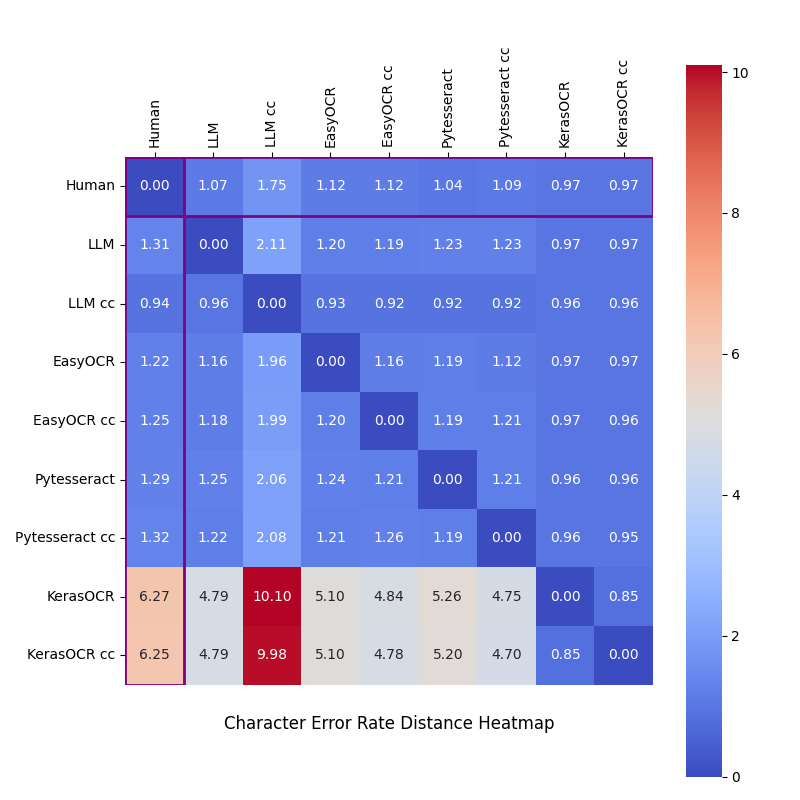 Human LLM LLM cc EasyOCR EasyOCR cc Pytesseract Pytesseract cc KerasOCR KerasOCR cc
Human 0.00 1.07 1.75 1.12 1.12 1.04 1.09 0.97 0.97
LLM 1.31 0.00 2.11 1.20 1.19 1.23 1.23 0.97 0.97
LLM cc 0.94 0.96 0.00 0.93 0.92 0.92 0.92 0.96 0.96
EasyOCR 1.22 1.16 1.96 0.00 1.16 1.19 1.12 0.97 0.97
EasyOCR cc 1.25 1.18 1.99 1.20 0.00 1.19 1.21 0.97 0.96
Pytesseract 1.29 1.25 2.06 1.24 1.21 0.00 1.21 0.96 0.96
Pytesseract cc 1.32 1.22 2.08 1.21 1.26 1.19 0.00 0.96 0.95
KerasOCR 6.27 4.79 10.10 5.10 4.84 5.26 4.75 0.00 0.85
KerasOCR cc 6.25 4.79 9.98 5.10 4.78 5.20 4.70 0.85 0.00
Character Error Rate Distance Heatmap
10
8
6
4
2
0